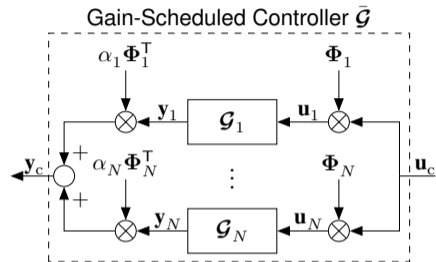 Gain-Scheduled Controller 𝓖̄
α₁Φ₁ᵀ Φ₁
y₁ 𝓖₁ u₁
y_c + α_NΦ_Nᵀ ⋮ Φ_N u_c
+ y_N 𝓖_N u_N